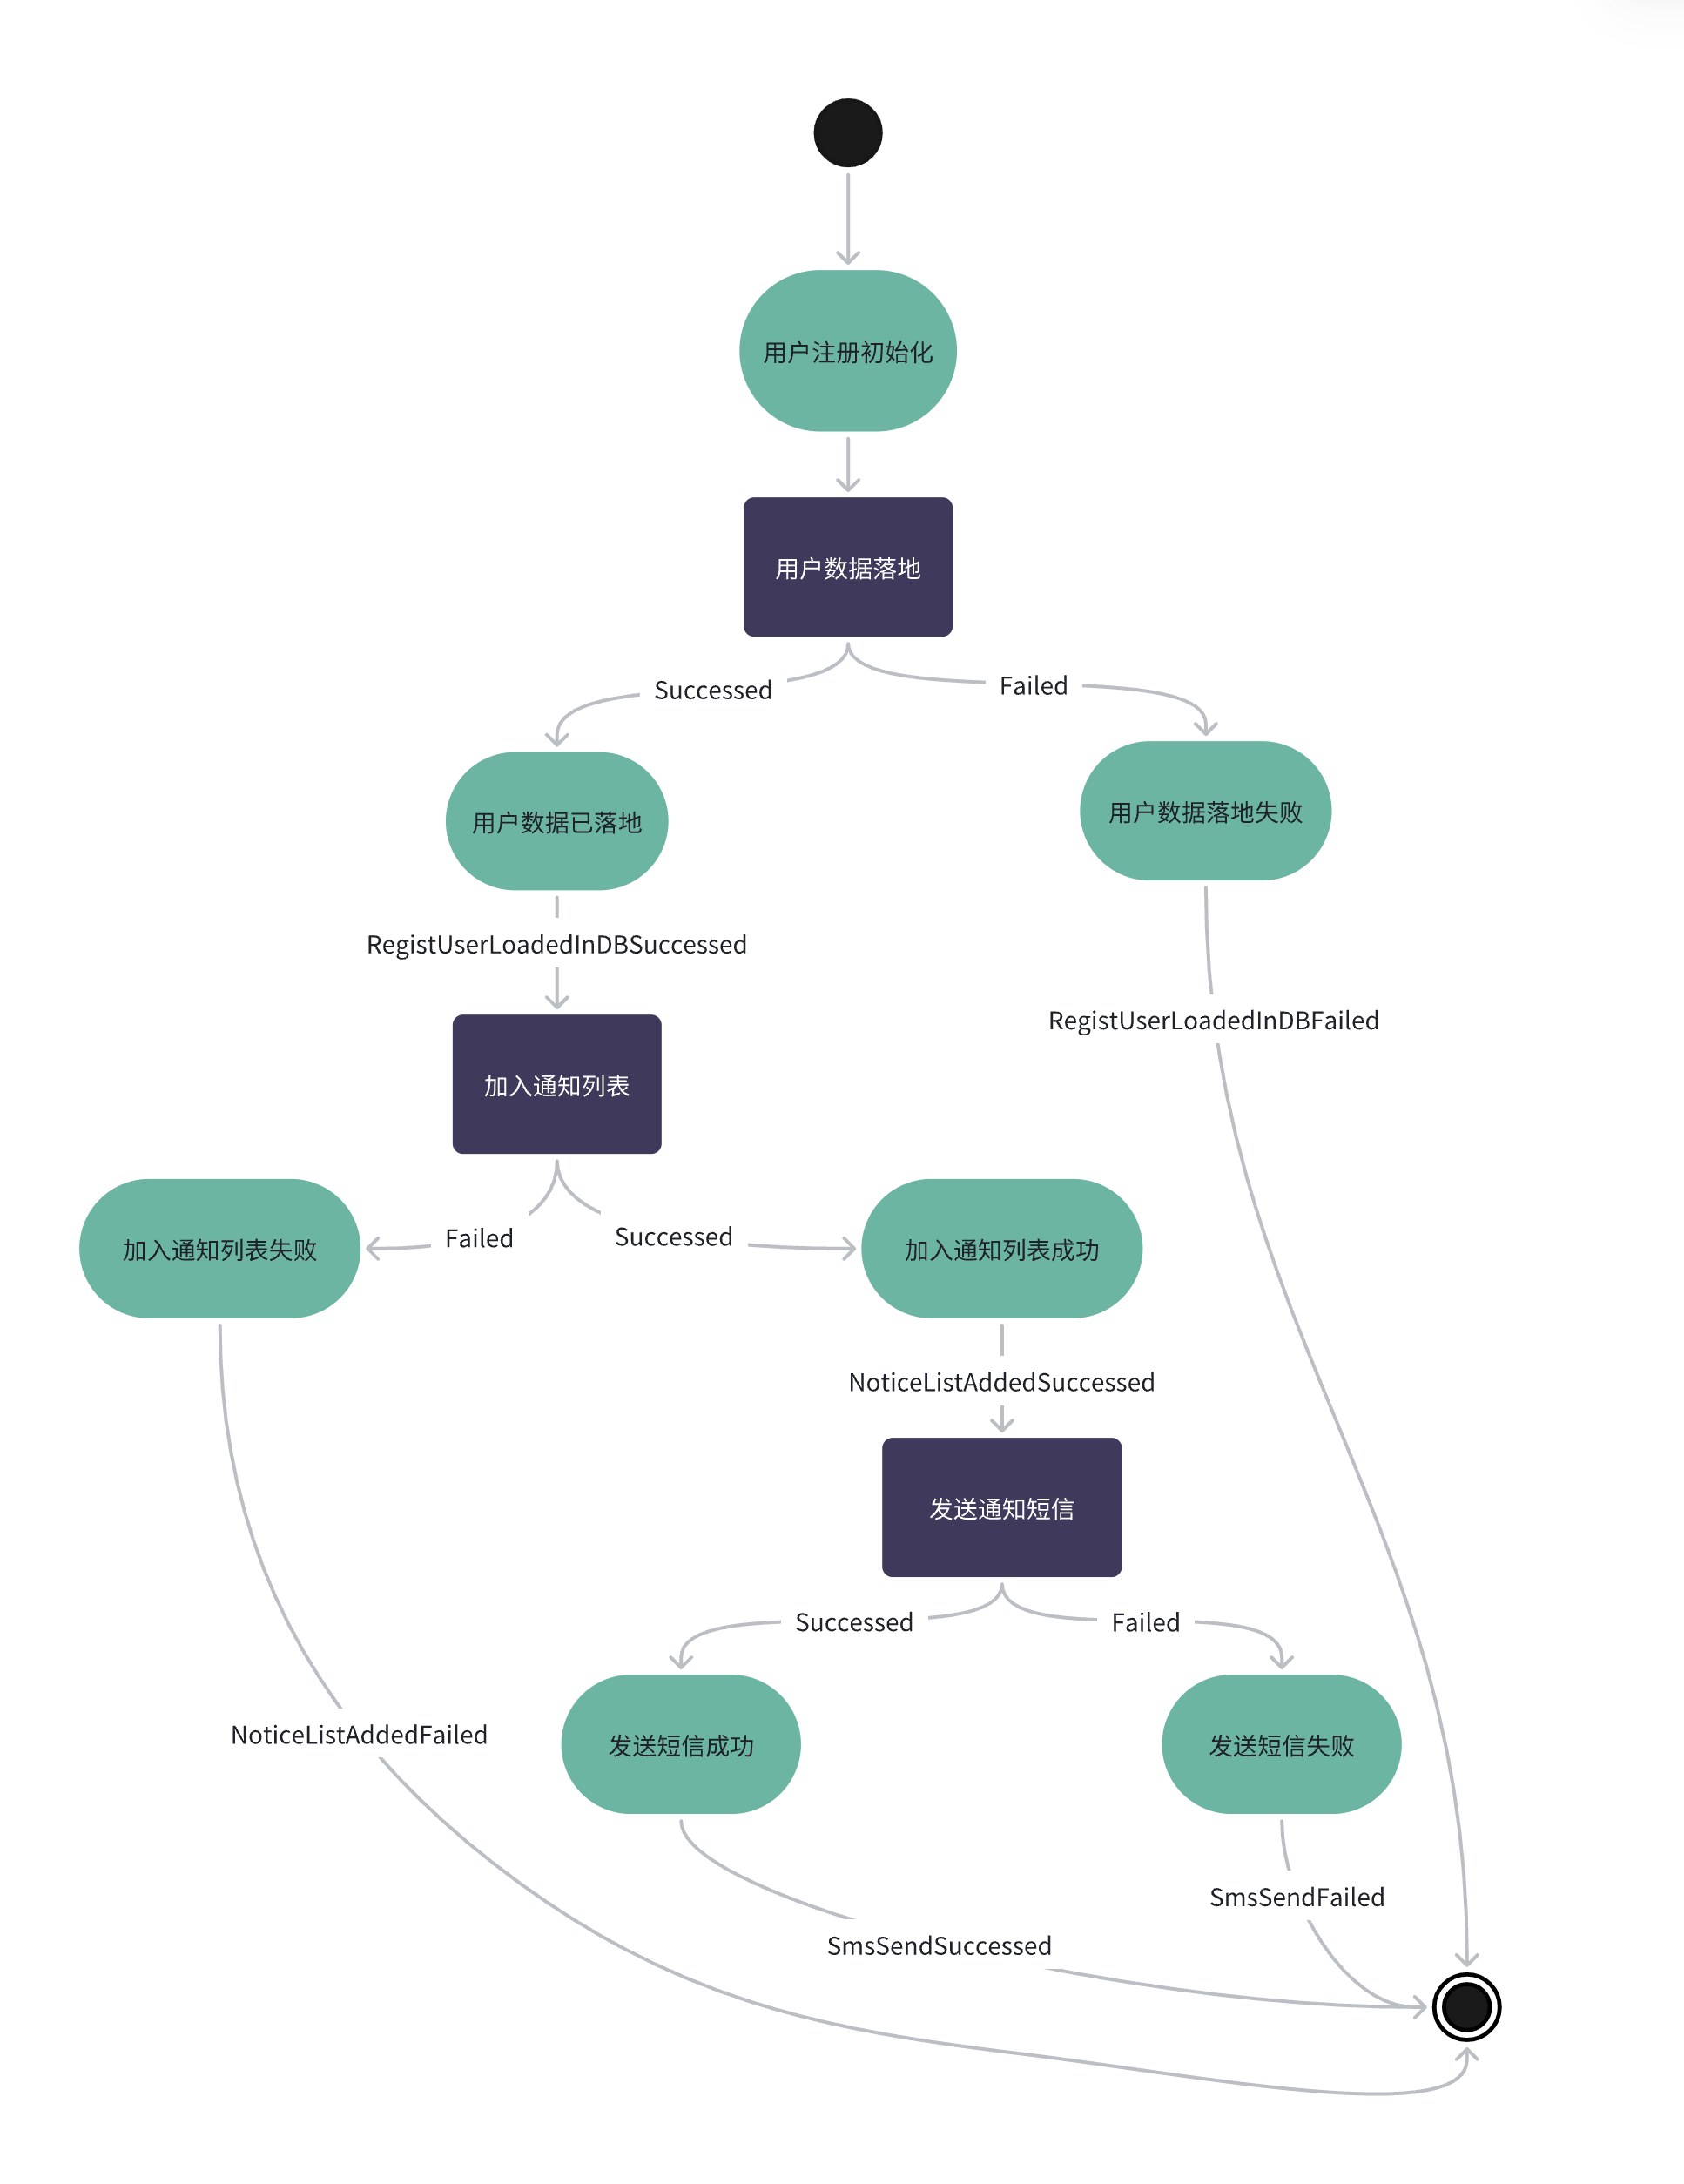 用户注册初始化
用户数据落地
Successed
Failed
用户数据已落地
用户数据落地失败
RegistUserLoadedInDBSuccessed
RegistUserLoadedInDBFailed
加入通知列表
Failed
Successed
加入通知列表失败
加入通知列表成功
NoticeListAddedSuccessed
发送通知短信
Successed
Failed
NoticeListAddedFailed
发送短信成功
发送短信失败
SmsSendFailed
SmsSendSuccessed